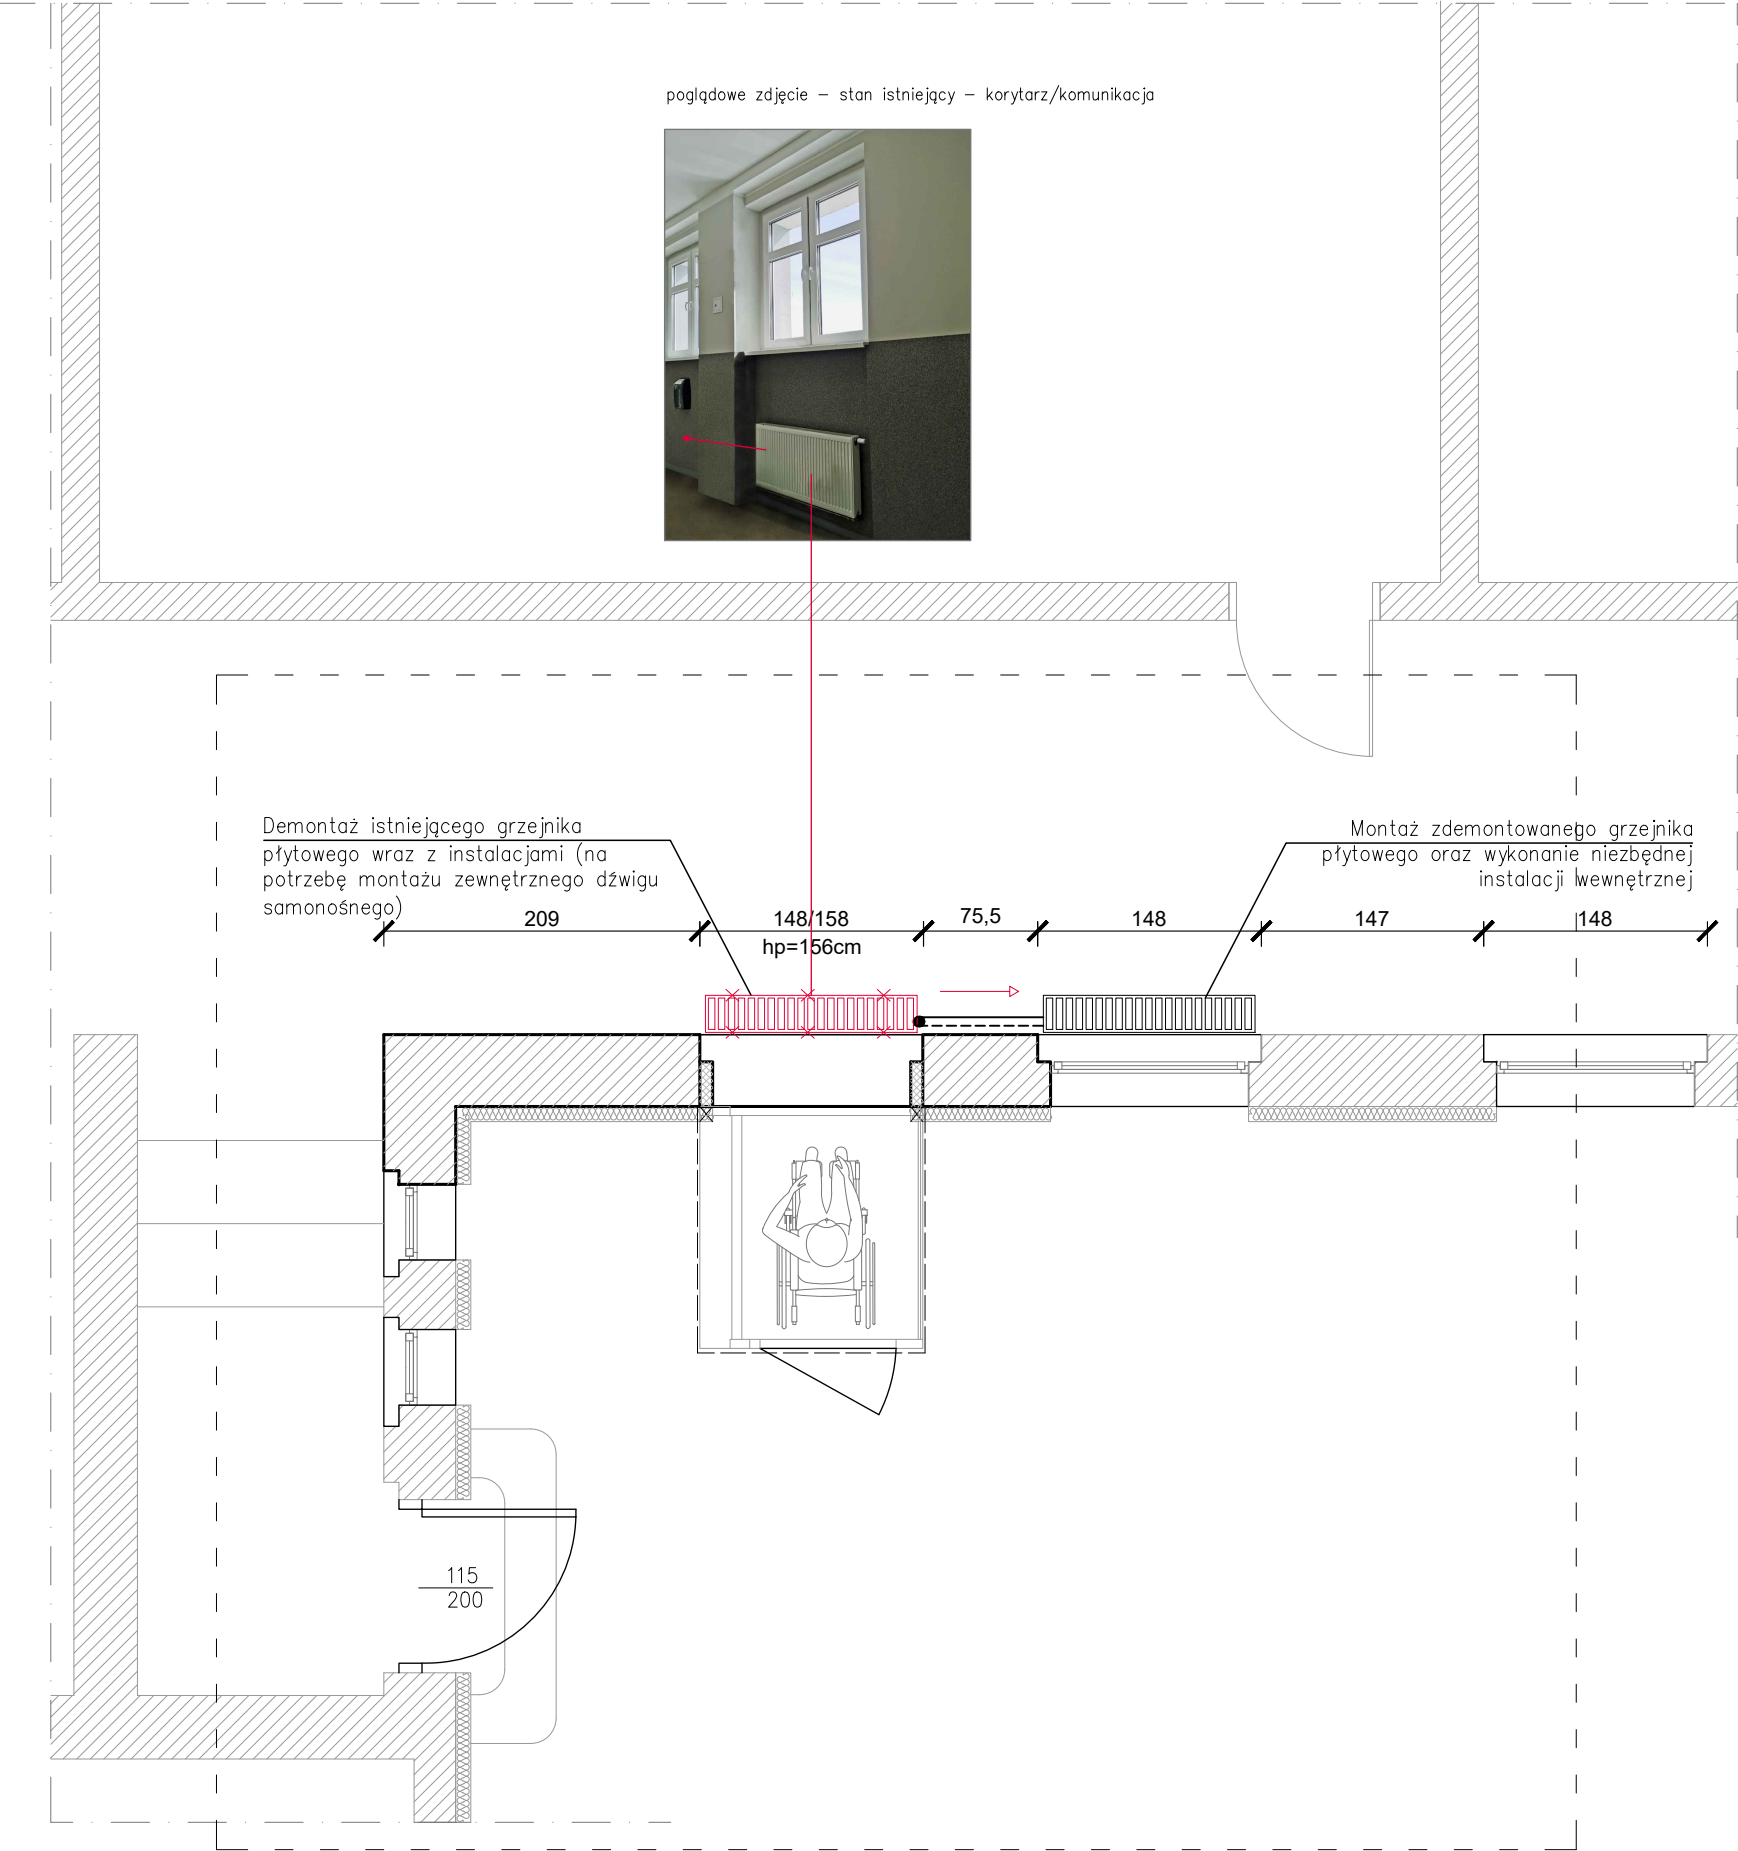 poglądowe zdjęcie – stan istniejący – korytarz/komunikacja
Demontaż istniejącego grzejnika
płytowego wraz z instalacjami (na
potrzebę montażu zewnętrznego dźwigu
samonośnego)
Montaż zdemontowanego grzejnika
płytowego oraz wykonanie niezbędnej
instalacji wewnętrznej
209
148/158
hp=156cm
75,5
148
147
148
115
200